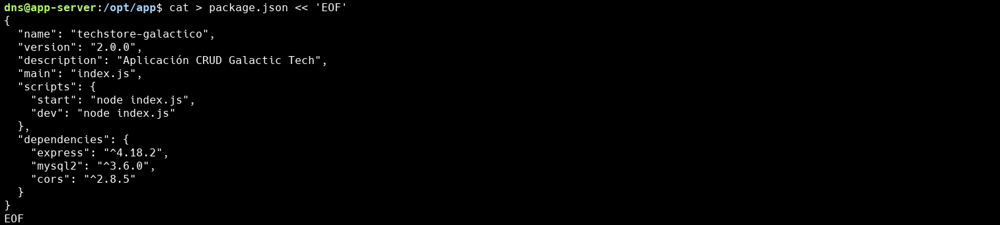 dns@app-server:/opt/app$ cat > package.json << 'EOF'
{
  "name": "techstore-galactico",
  "version": "2.0.0",
  "description": "Aplicación CRUD Galactic Tech",
  "main": "index.js",
  "scripts": {
    "start": "node index.js",
    "dev": "node index.js"
  },
  "dependencies": {
    "express": "^4.18.2",
    "mysql2": "^3.6.0",
    "cors": "^2.8.5"
  }
}
EOF